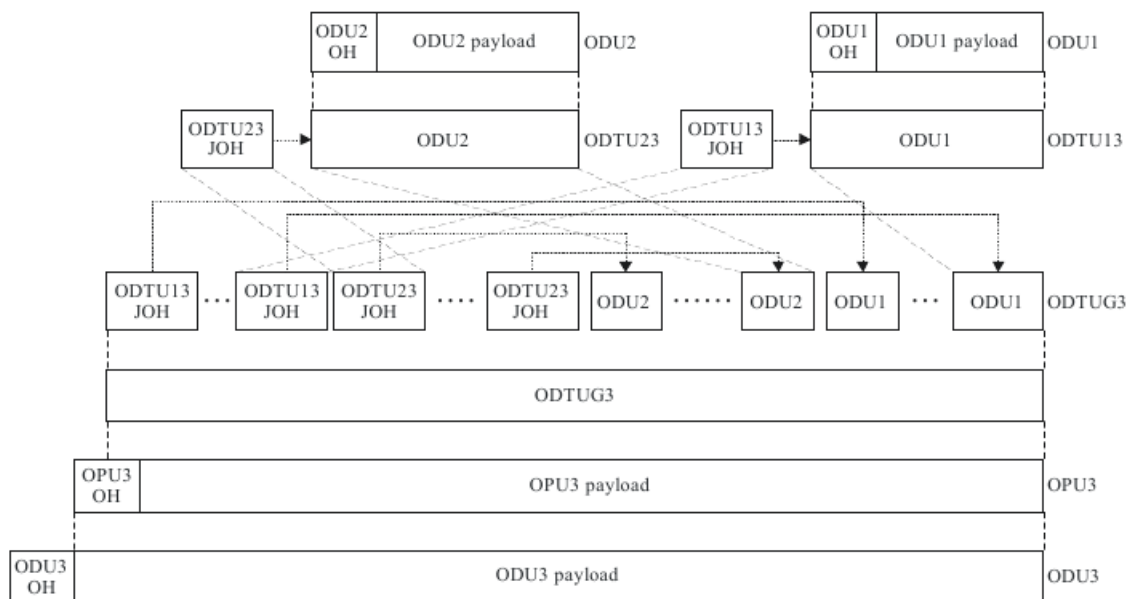 ODU2
OH
ODU2 payload
ODU2
ODU1
OH
ODU1 payload
ODU1
ODTU23
JOH
ODU2
ODTU23
ODTU13
JOH
ODU1
ODTU13
ODTU13
JOH
...
ODTU13
JOH
ODTU23
JOH
....
ODTU23
JOH
ODU2
......
ODU2
ODU1
...
ODU1
ODTUG3
ODTUG3
OPU3
OH
OPU3 payload
OPU3
ODU3
OH
ODU3 payload
ODU3